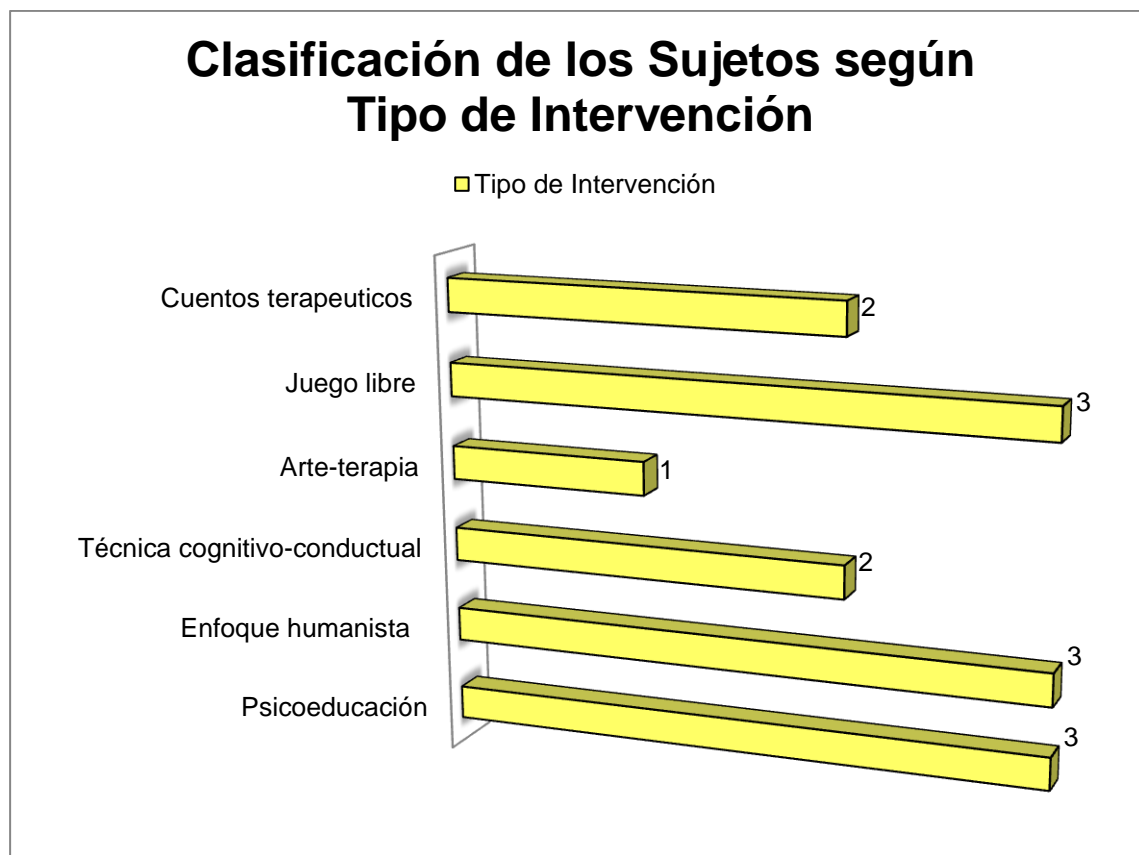 Clasificación de los Sujetos según
Tipo de Intervención
Tipo de Intervención
Cuentos terapeuticos
2
Juego libre
3
Arte-terapia
1
Técnica cognitivo-conductual
2
Enfoque humanista
3
Psicoeducación
3